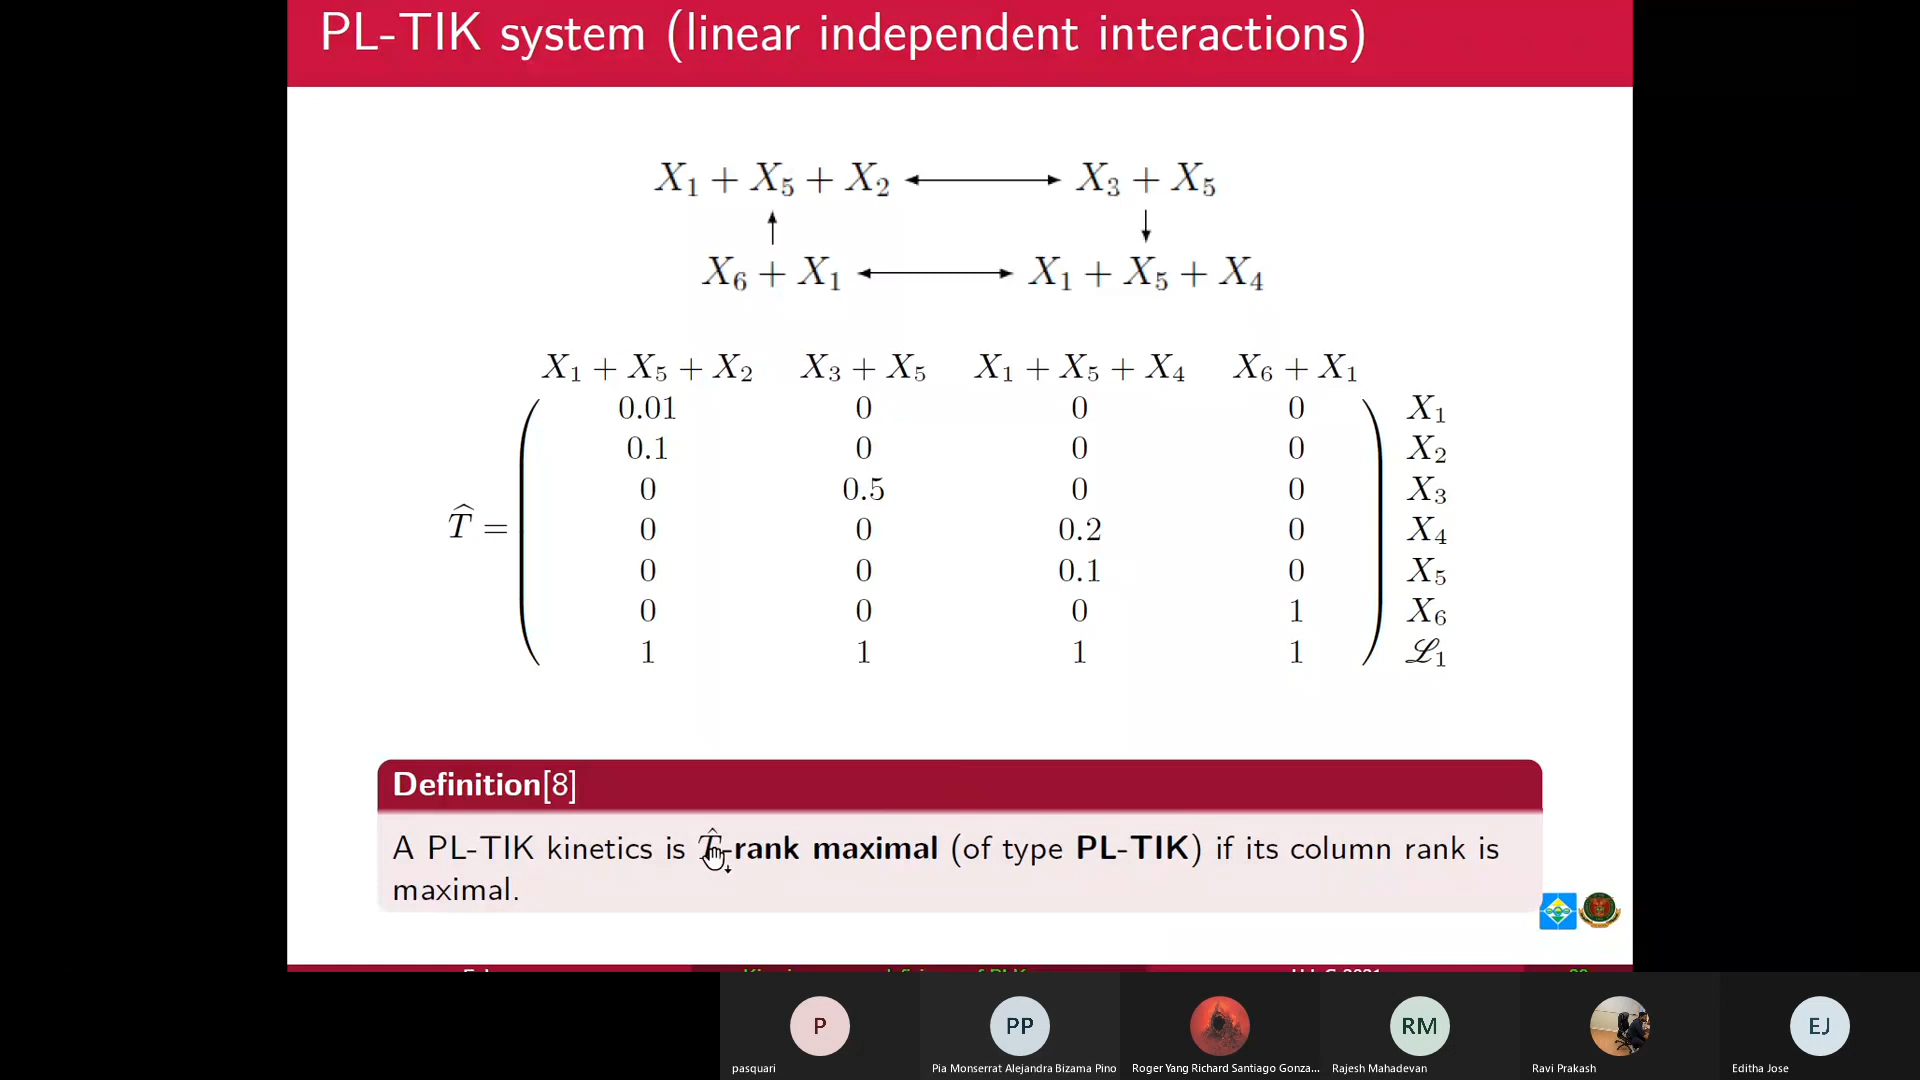 PL-TIK system (linear independent interactions)
X₁ + X₅ + X₂ ⟷ X₃ + X₅
↑ ↓
X₆ + X₁ ⟷ X₁ + X₅ + X₄
X₁ + X₅ + X₂ X₃ + X₅ X₁ + X₅ + X₄ X₆ + X₁
0.01 0 0 0 X₁
0.1 0 0 0 X₂
0 0.5 0 0 X₃
T̂ = 0 0 0.2 0 X₄
0 0 0.1 0 X₅
0 0 0 1 X₆
1 1 1 1 ℒ₁
Definition[8]
A PL-TIK kinetics is T̂-rank maximal (of type PL-TIK) if its column rank is
maximal.
P PP RM EJ
pasquari Pia Monserrat Alejandra Bizama Pino Roger Yang Richard Santiago Gonza... Rajesh Mahadevan Ravi Prakash Editha Jose